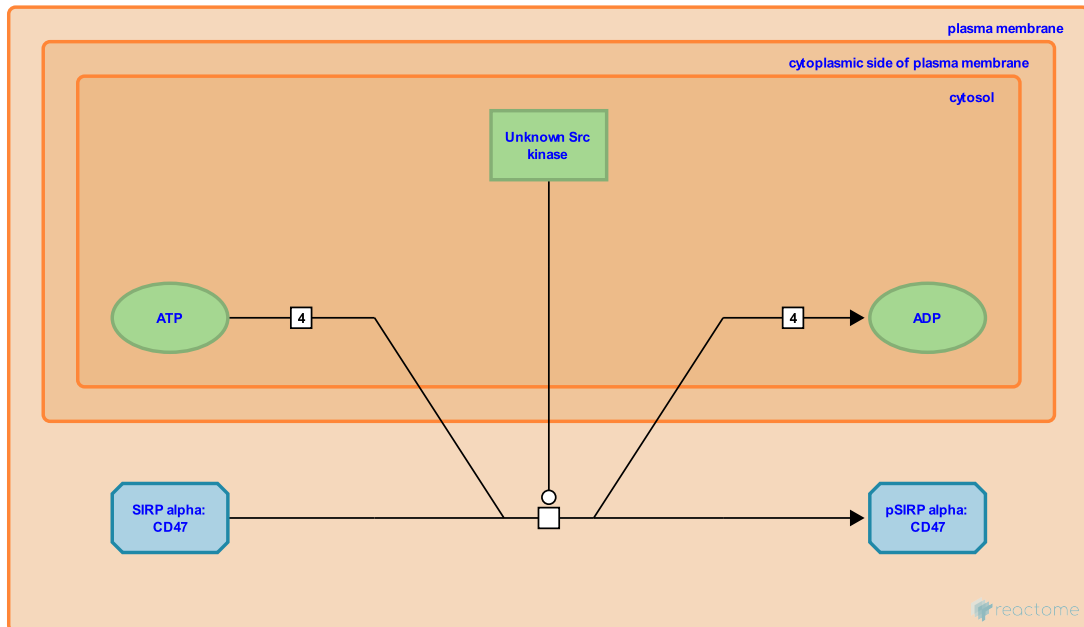 plasma membrane
cytoplasmic side of plasma membrane
cytosol
Unknown Src
kinase
ATP
4
4
ADP
SIRP alpha:
CD47
pSIRP alpha:
CD47
reactome